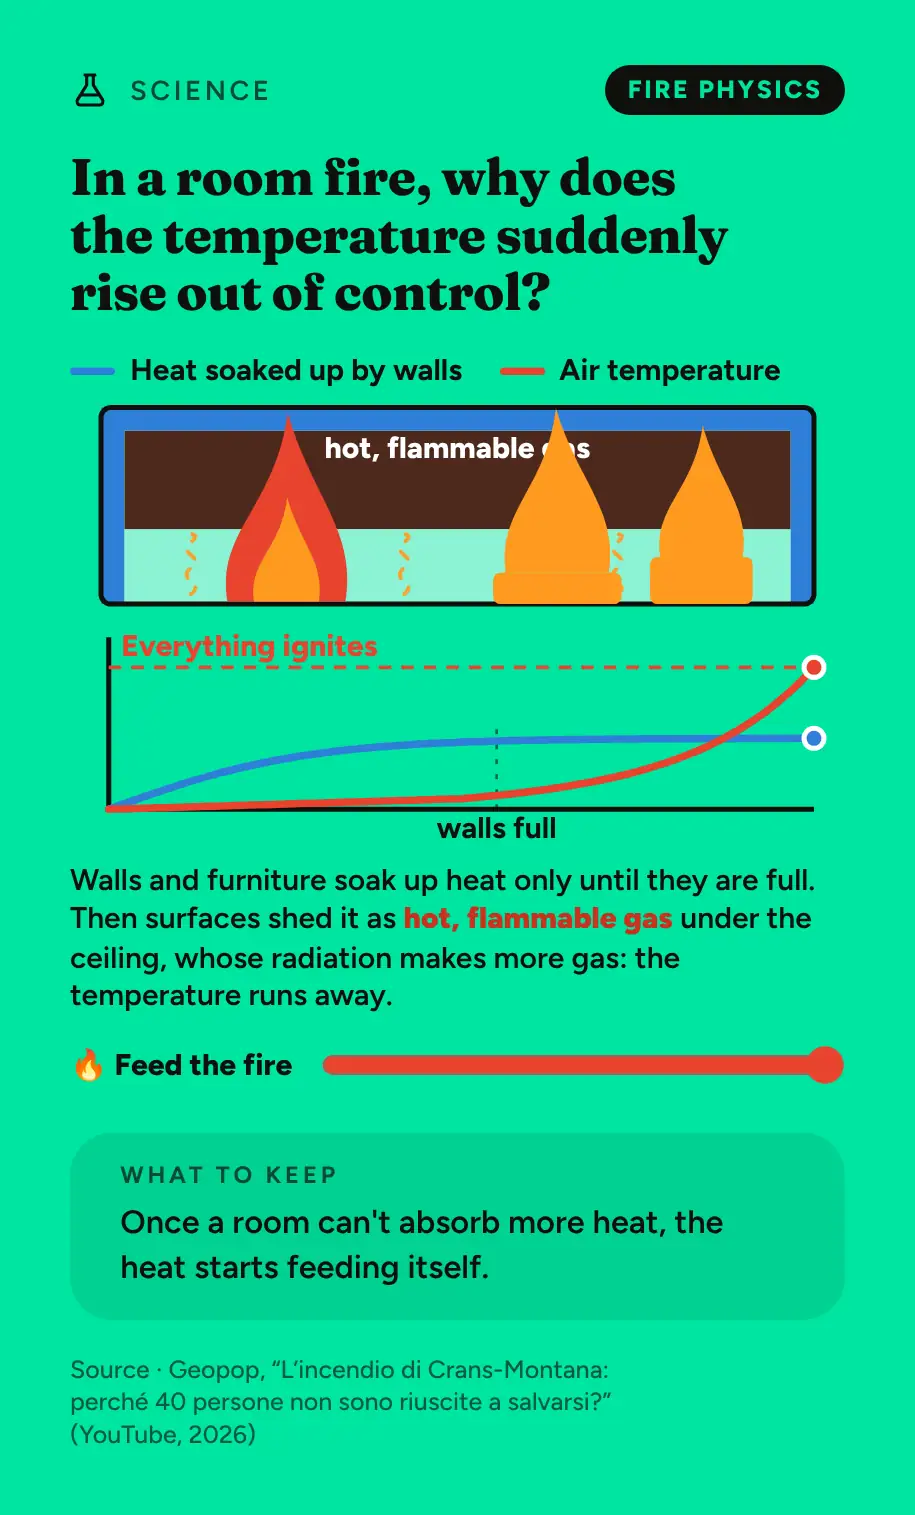 SCIENCE
FIRE PHYSICS
In a room fire, why does
the temperature suddenly
rise out of control?
Heat soaked up by walls
Air temperature
hot, flammable gas
Everything ignites
walls full
Walls and furniture soak up heat only until they are full.
Then surfaces shed it as hot, flammable gas under the
ceiling, whose radiation makes more gas: the
temperature runs away.
🔥 Feed the fire
WHAT TO KEEP
Once a room can't absorb more heat, the
heat starts feeding itself.
Source · Geopop, “L’incendio di Crans-Montana:
perché 40 persone non sono riuscite a salvarsi?”
(YouTube, 2026)